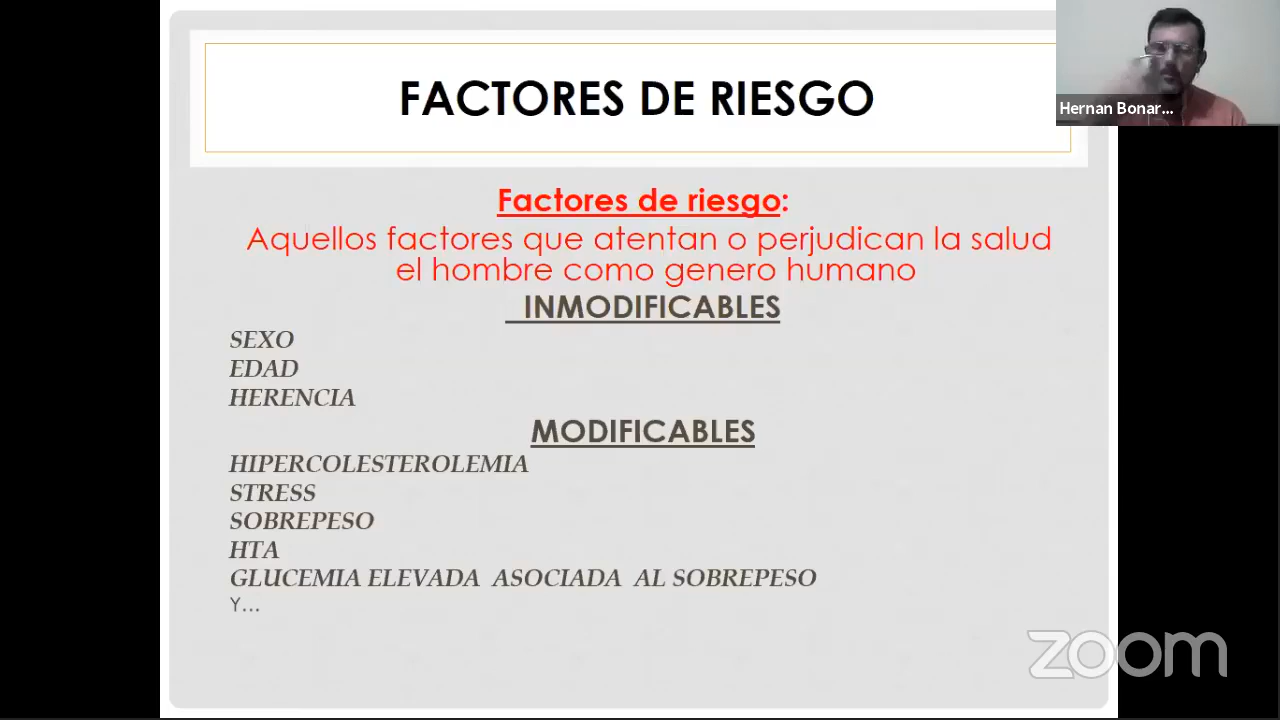 FACTORES DE RIESGO
Hernan Bonar...
Factores de riesgo:
Aquellos factores que atentan o perjudican la salud
el hombre como genero humano
INMODIFICABLES
SEXO
EDAD
HERENCIA
MODIFICABLES
HIPERCOLESTEROLEMIA
STRESS
SOBREPESO
HTA
GLUCEMIA ELEVADA ASOCIADA AL SOBREPESO
Y...
zoom